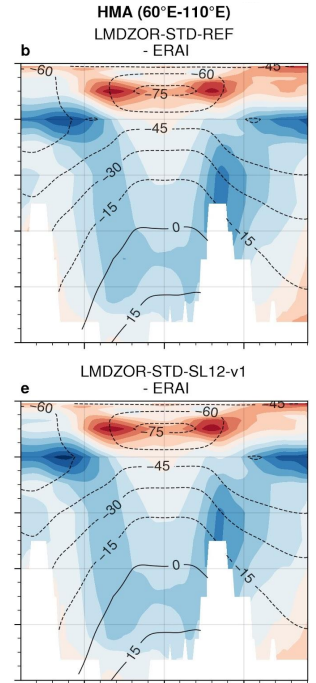 HMA (60°E-110°E)
LMDZOR-STD-REF
b - ERAI
−60 −60 −45
−75
−45
−30
−15 0 −15
15
LMDZOR-STD-SL12-v1
e - ERAI
−60 −60 −45
−75
−45
−30
−15 0 −15
15